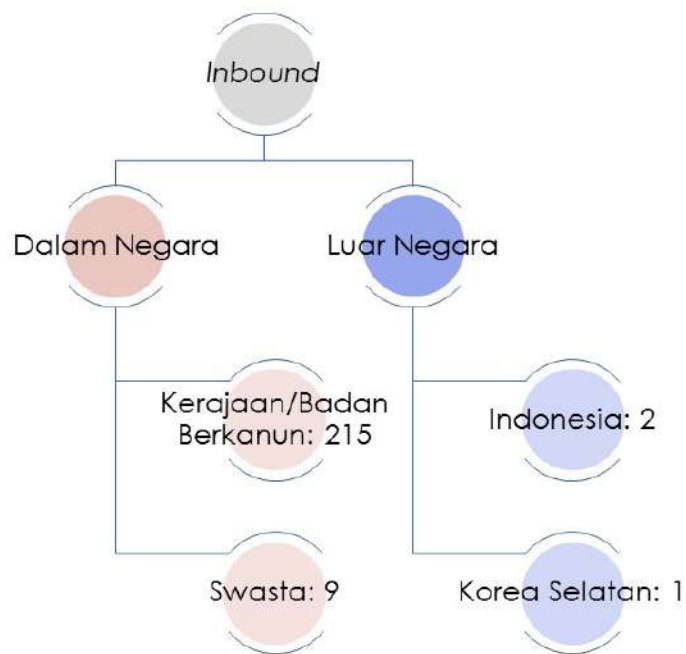 Inbound
Dalam Negara
Luar Negara
Kerajaan/Badan
Berkanun: 215
Indonesia: 2
Swasta: 9
Korea Selatan: 1